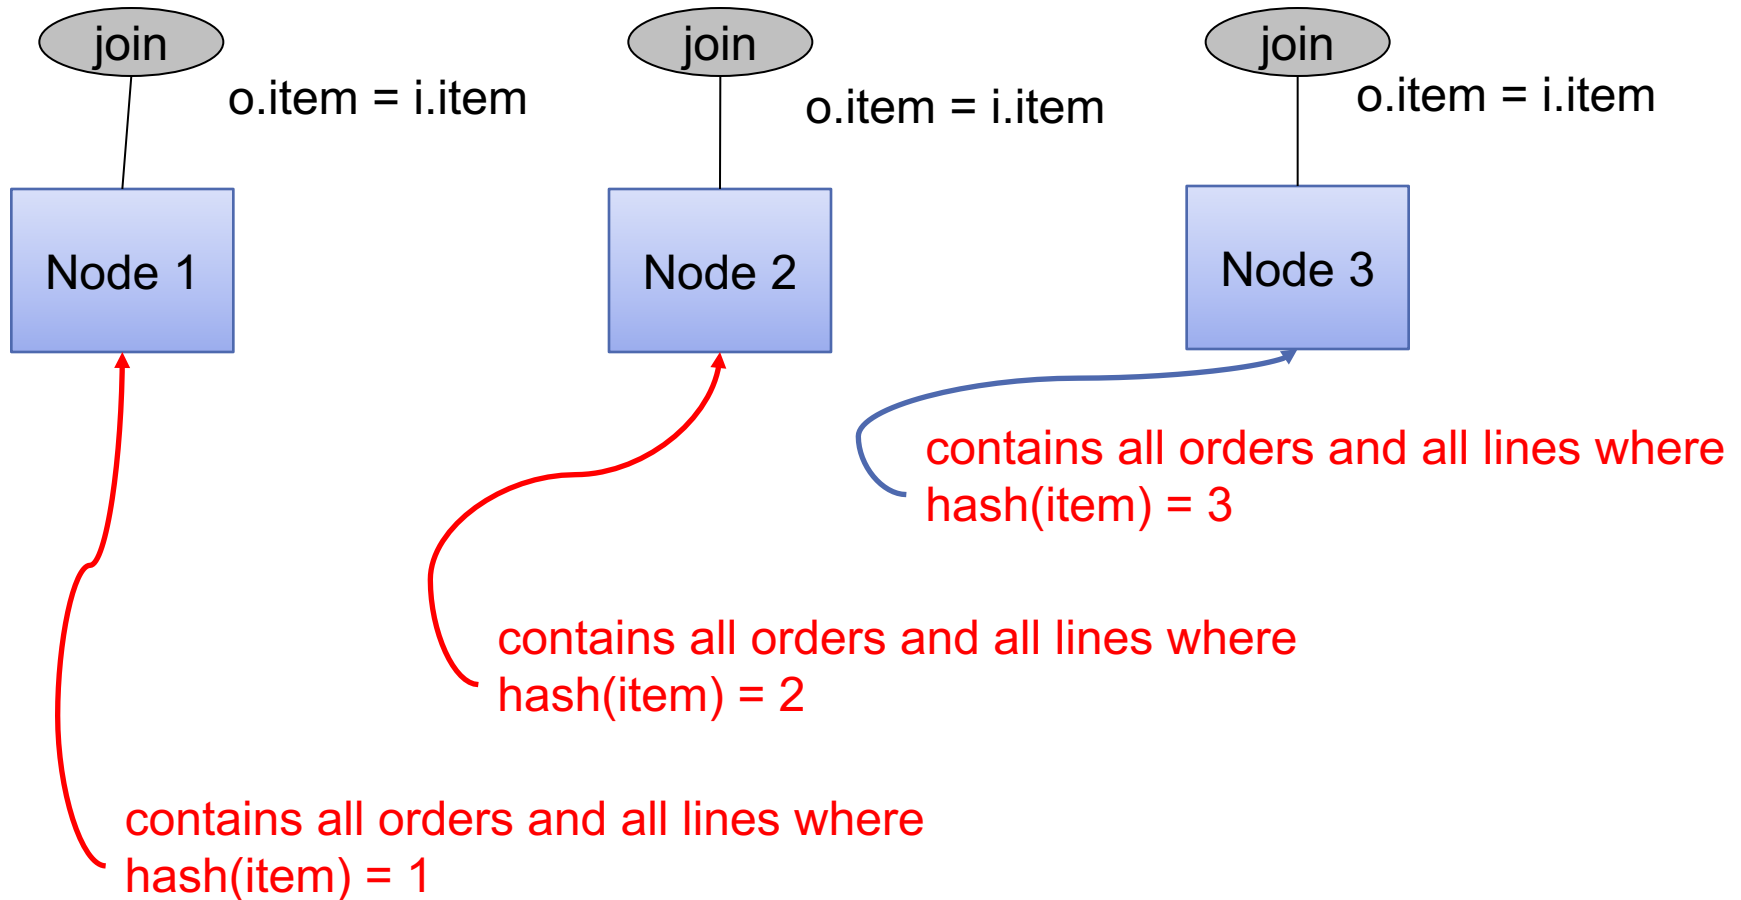 join
join
join
o.item = i.item
o.item = i.item
o.item = i.item
Node 1
Node 2
Node 3
contains all orders and all lines where
hash(item) = 3
contains all orders and all lines where
hash(item) = 2
contains all orders and all lines where
hash(item) = 1